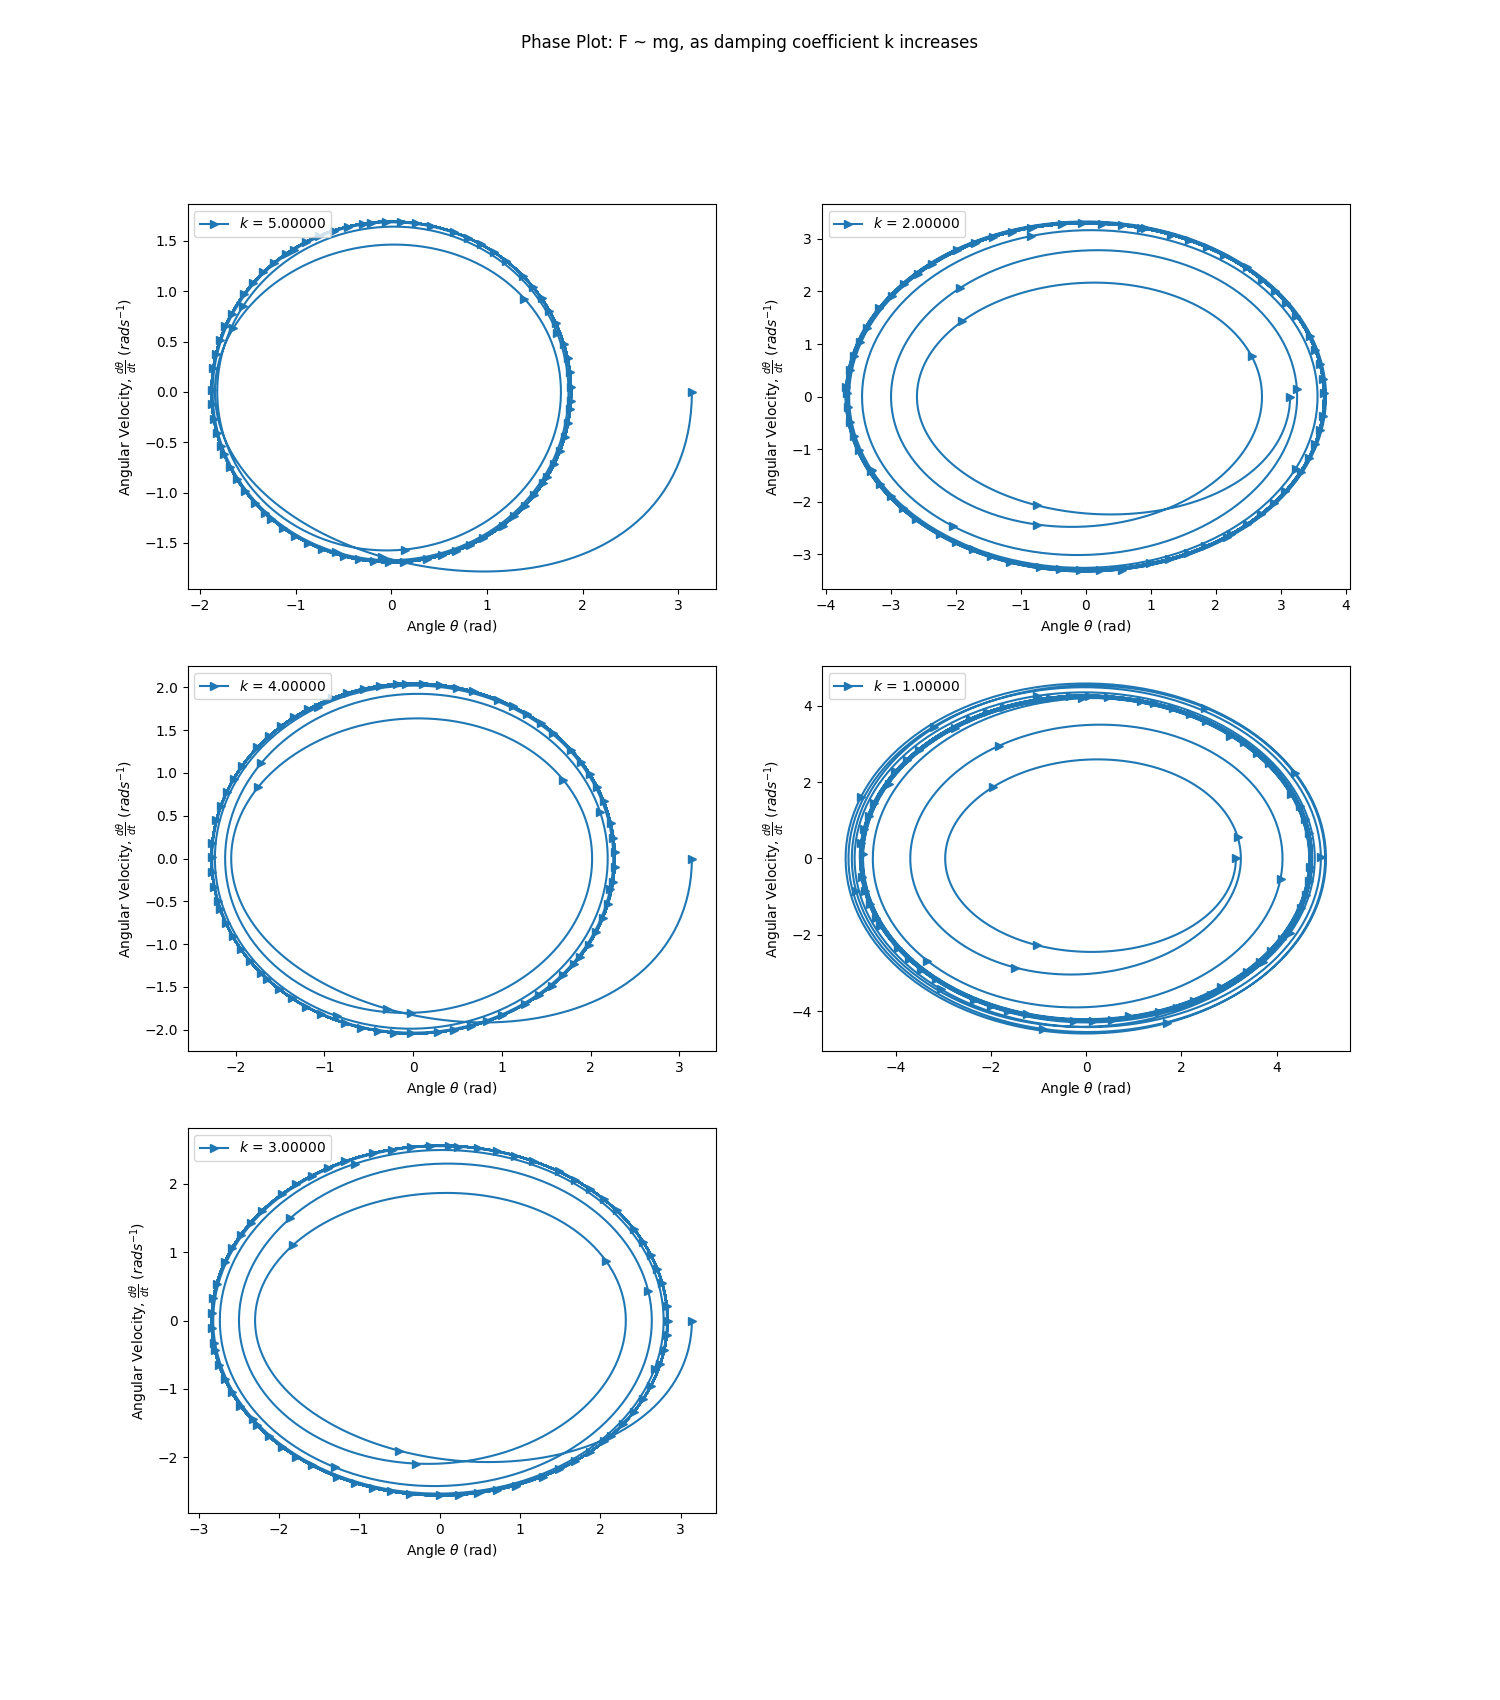 Phase Plot: F ~ mg, as damping coefficient k increases
k = 5.00000
1.5
1.0
0.5
0.0
−0.5
−1.0
−1.5
Angular Velocity, dθ/dt (rads⁻¹)
−2 −1 0 1 2 3
Angle θ (rad)
k = 2.00000
3
2
1
0
−1
−2
−3
Angular Velocity, dθ/dt (rads⁻¹)
−4 −3 −2 −1 0 1 2 3 4
Angle θ (rad)
k = 4.00000
2.0
1.5
1.0
0.5
0.0
−0.5
−1.0
−1.5
−2.0
Angular Velocity, dθ/dt (rads⁻¹)
−2 −1 0 1 2 3
Angle θ (rad)
k = 1.00000
4
2
0
−2
−4
Angular Velocity, dθ/dt (rads⁻¹)
−4 −2 0 2 4
Angle θ (rad)
k = 3.00000
2
1
0
−1
−2
Angular Velocity, dθ/dt (rads⁻¹)
−3 −2 −1 0 1 2 3
Angle θ (rad)